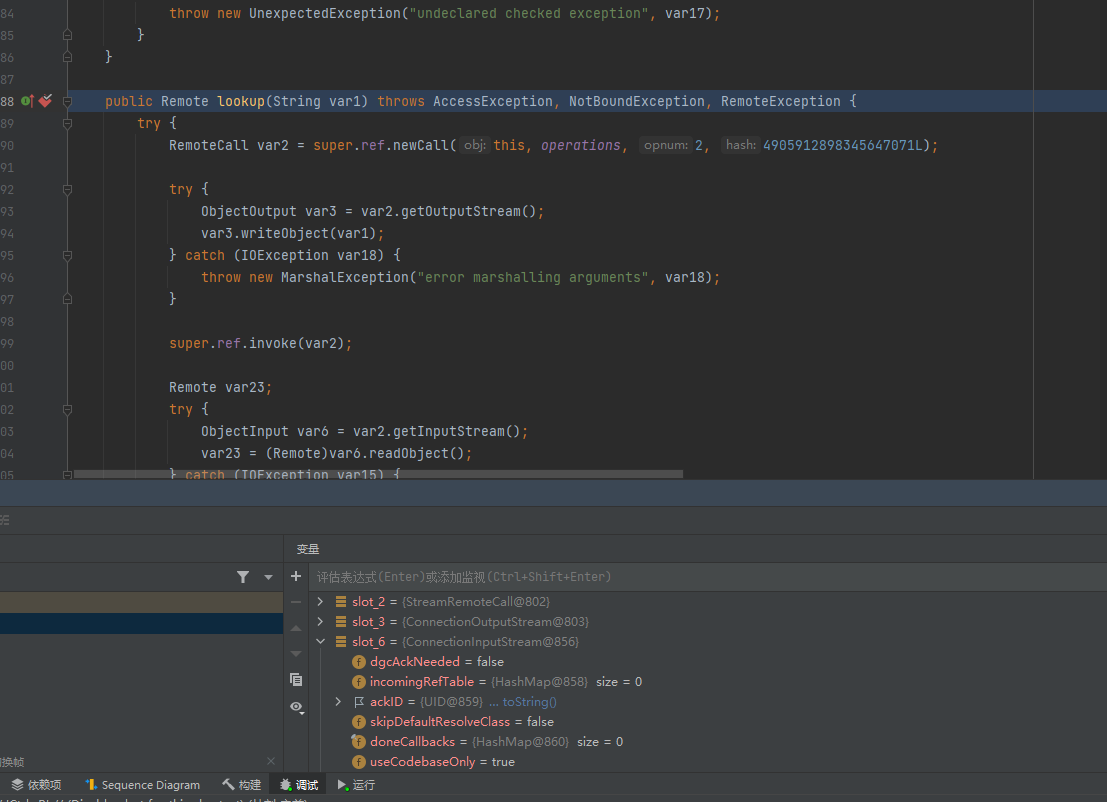 84 throw new UnexpectedException("undeclared checked exception", var17);
85 }
86 }
87
88 public Remote lookup(String var1) throws AccessException, NotBoundException, RemoteException {
89 try {
90 RemoteCall var2 = super.ref.newCall( obj: this, operations, opnum: 2, hash: 4905912898345647071L);
91
92 try {
93 ObjectOutput var3 = var2.getOutputStream();
94 var3.writeObject(var1);
95 } catch (IOException var18) {
96 throw new MarshalException("error marshalling arguments", var18);
97 }
98
99 super.ref.invoke(var2);
00
01 Remote var23;
02 try {
03 ObjectInput var6 = var2.getInputStream();
04 var23 = (Remote)var6.readObject();
05 } catch (IOException var15) {
变量
评估表达式(Enter)或添加监视(Ctrl+Shift+Enter)
slot_2 = {StreamRemoteCall@802}
slot_3 = {ConnectionOutputStream@803}
slot_6 = {ConnectionInputStream@856}
dgcAckNeeded = false
incomingRefTable = {HashMap@858} size = 0
ackID = {UID@859} ... toString()
skipDefaultResolveClass = false
doneCallbacks = {HashMap@860} size = 0
useCodebaseOnly = true
换帧
依赖项 Sequence Diagram 构建 调试 运行